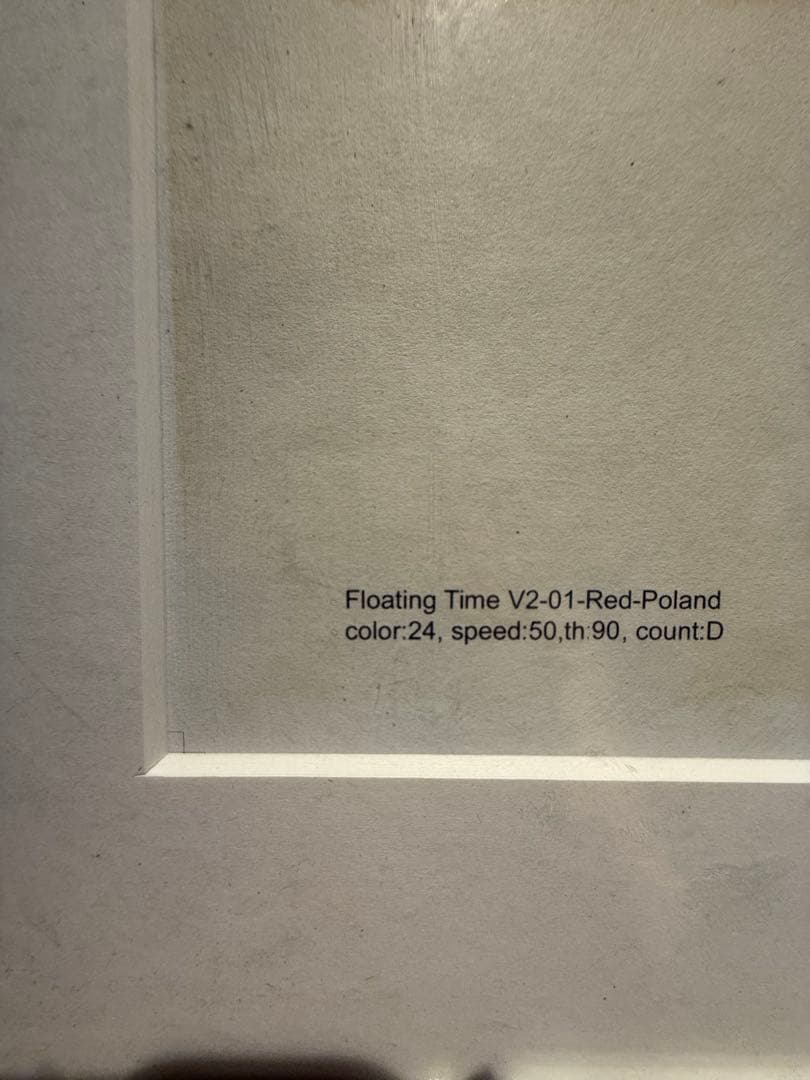 Floating Time V2-01-Red-Poland
color:24, speed:50,th:90, count:D